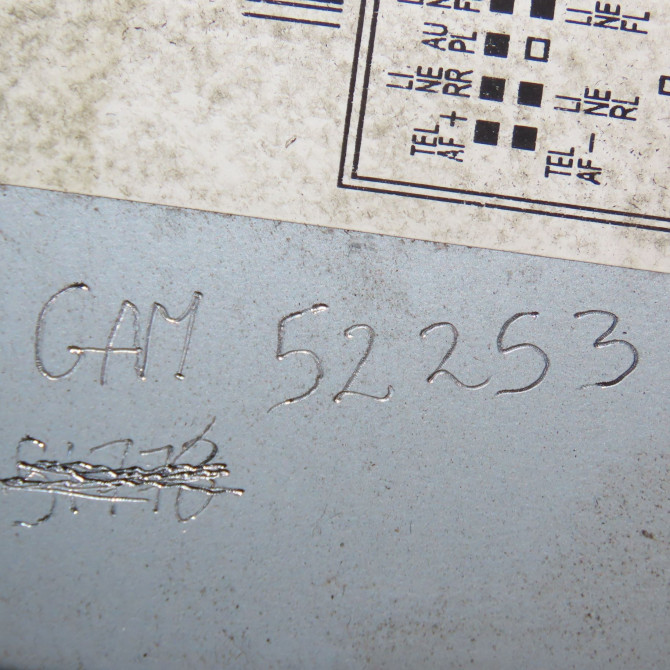 AU
PL
LI.
NE
RR
TEL
AF +
LI
NE
FL
LI.
NE
RL
TEL
AF -
GAM 52253